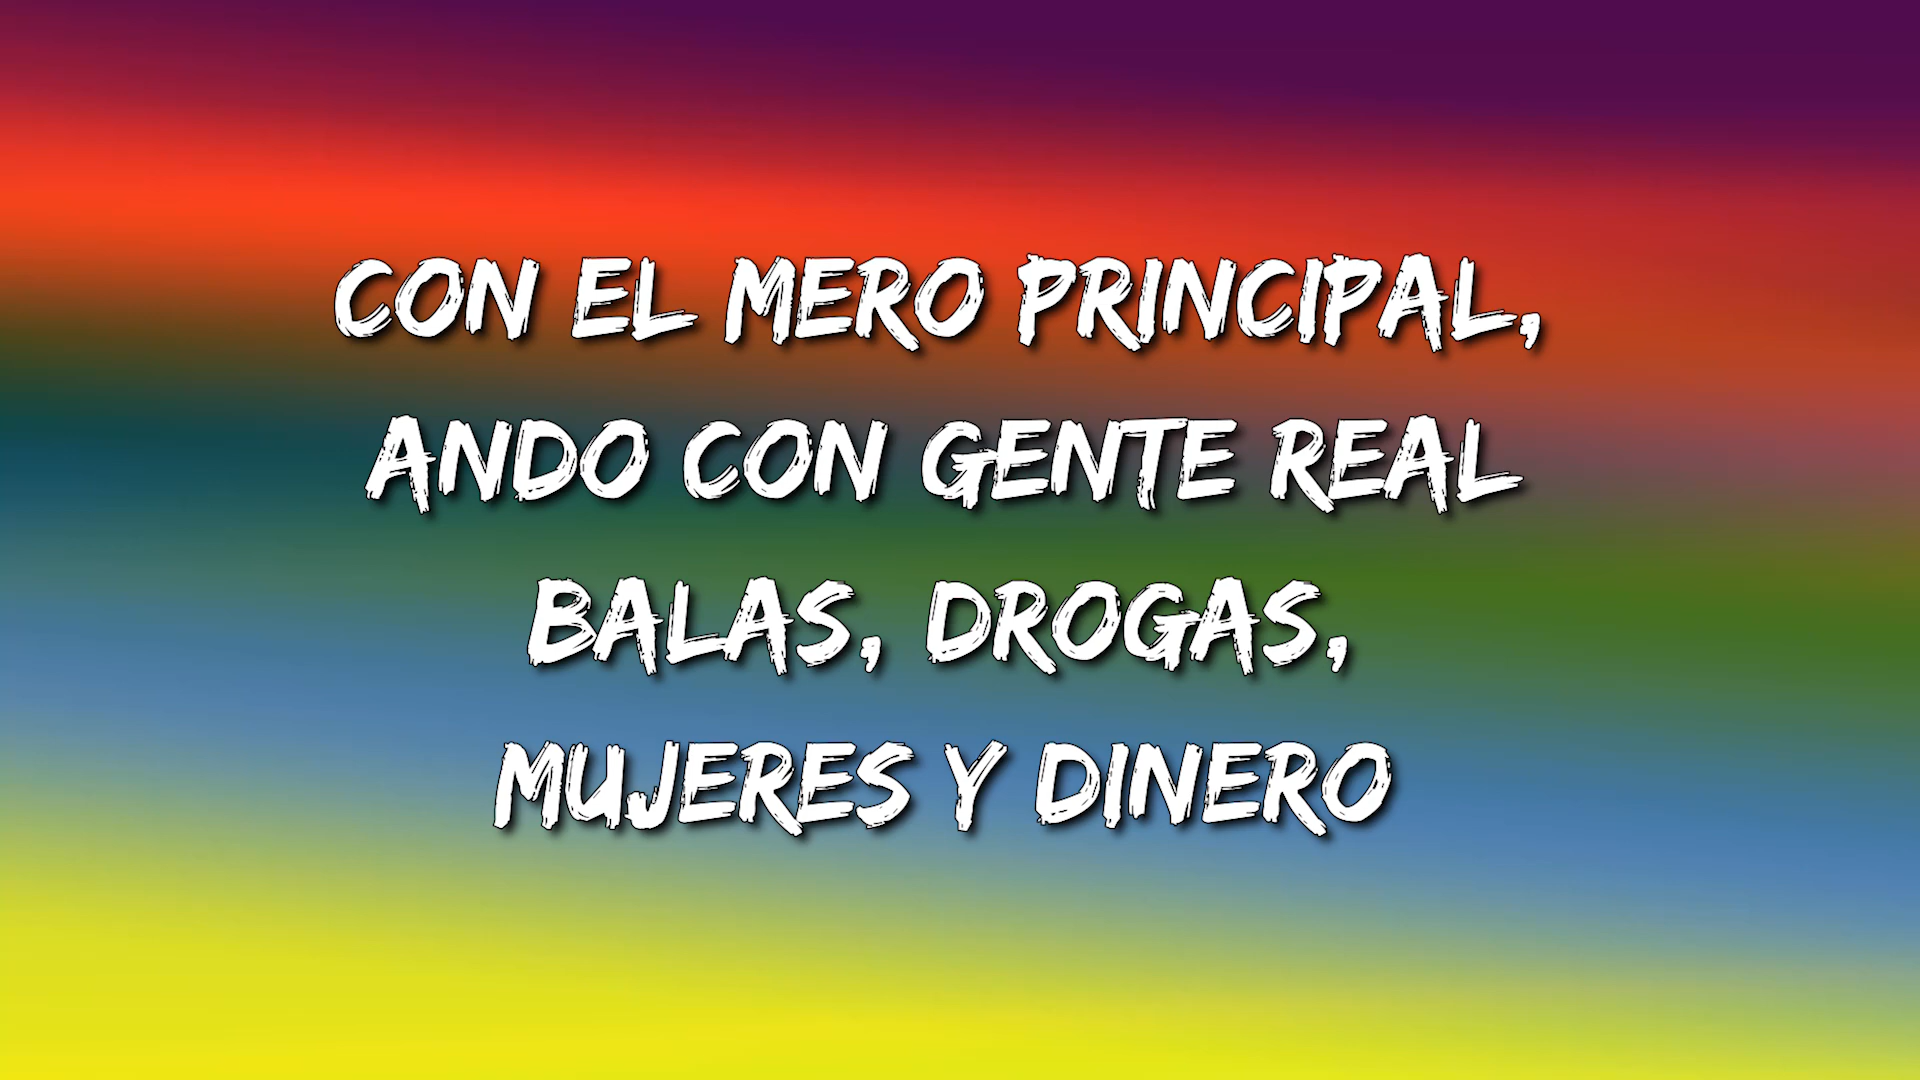 CON EL MERO PRINCIPAL,
ANDO CON GENTE REAL
BALAS, DROGAS,
MUJERES Y DINERO